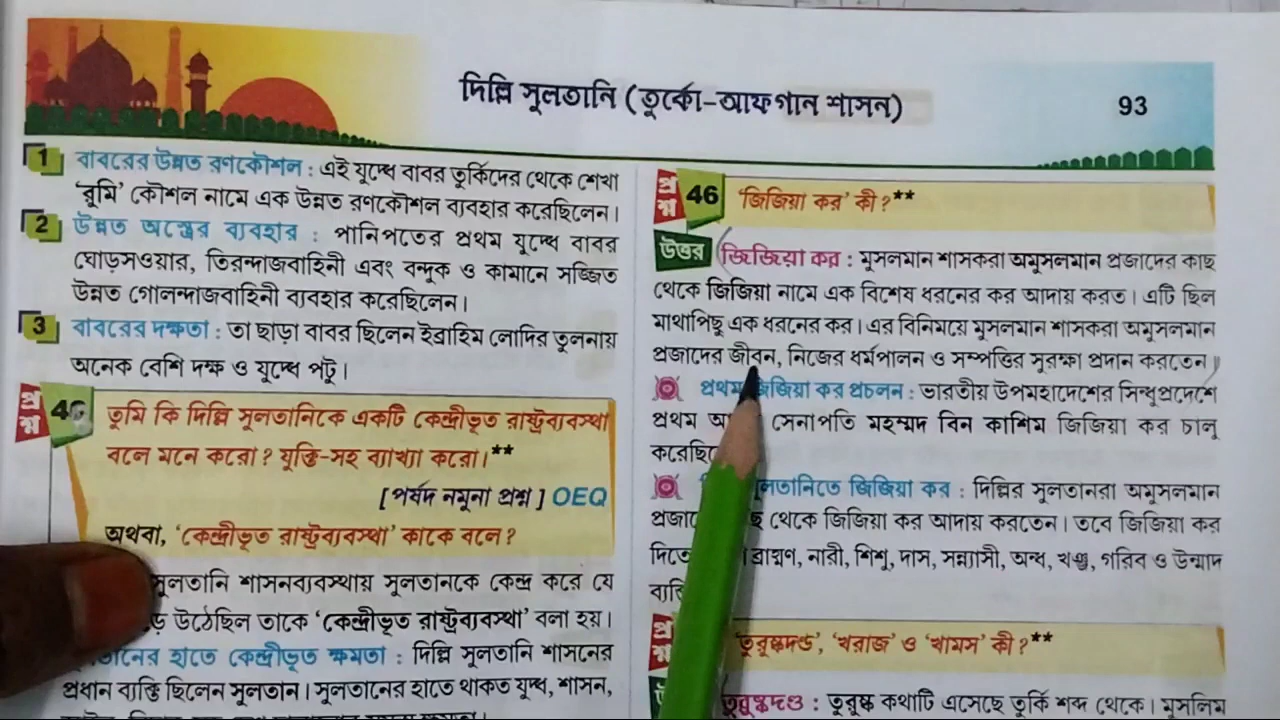 দিল্লি সুলতানি (তুর্কো-আফগান শাসন)
93
1 বাবরের উন্নত রণকৌশল : এই যুদ্ধে বাবর তুর্কিদের থেকে শেখা
'রুমি' কৌশল নামে এক উন্নত রণকৌশল ব্যবহার করেছিলেন।
2 উন্নত অস্ত্রের ব্যবহার : পানিপতের প্রথম যুদ্ধে বাবর
ঘোড়সওয়ার, তিরন্দাজবাহিনী এবং বন্দুক ও কামানে সজ্জিত
উন্নত গোলন্দাজবাহিনী ব্যবহার করেছিলেন।
3 বাবরের দক্ষতা : তা ছাড়া বাবর ছিলেন ইব্রাহিম লোদির তুলনায়
অনেক বেশি দক্ষ ও যুদ্ধে পটু।
প্রশ্ন
তুমি কি দিল্লি সুলতানিকে একটি কেন্দ্রীভূত রাষ্ট্রব্যবস্থা
বলে মনে করো? যুক্তি-সহ ব্যাখ্যা করো।**
[পর্ষদ নমুনা প্রশ্ন] OEQ
অথবা, 'কেন্দ্রীভূত রাষ্ট্রব্যবস্থা' কাকে বলে?
সুলতানি শাসনব্যবস্থায় সুলতানকে কেন্দ্র করে যে
উঠেছিল তাকে 'কেন্দ্রীভূত রাষ্ট্রব্যবস্থা' বলা হয়।
হাতে কেন্দ্রীভূত ক্ষমতা : দিল্লি সুলতানি শাসনের
প্রধান ব্যক্তি ছিলেন সুলতান। সুলতানের হাতে থাকত যুদ্ধ, শাসন,
প্রশ্ন 46 'জিজিয়া কর' কী?**
উত্তর জিজিয়া কর : মুসলমান শাসকরা অমুসলমান প্রজাদের কাছ
থেকে জিজিয়া নামে এক বিশেষ ধরনের কর আদায় করত। এটি ছিল
মাথাপিছু এক ধরনের কর। এর বিনিময়ে মুসলমান শাসকরা অমুসলমান
প্রজাদের জীবন, নিজের ধর্মপালন ও সম্পত্তির সুরক্ষা প্রদান করতেন।
প্রথম জিজিয়া কর প্রচলন : ভারতীয় উপমহাদেশের সিন্ধুপ্রদেশে
প্রথম সেনাপতি মহম্মদ বিন কাশিম জিজিয়া কর চালু
জিজিয়া কর : দিল্লির সুলতানরা অমুসলমান
থেকে জিজিয়া কর আদায় করতেন। তবে জিজিয়া কর
দিতে ব্রাহ্মণ, নারী, শিশু, দাস, সন্ন্যাসী, অন্ধ, খঞ্জ, গরিব ও উন্মাদ
'তুরুষ্কদণ্ড', 'খরাজ' ও 'খামস' কী?**
তুরুষ্কদণ্ড : তুরুষ্ক কথাটি এসেছে তুর্কি শব্দ থেকে। মুসলিম